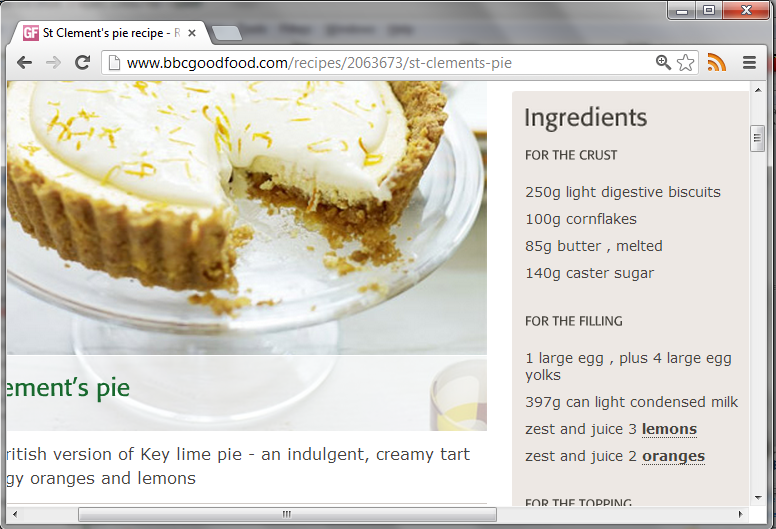 GF St Clement's pie recipe - R
www.bbcgoodfood.com/recipes/2063673/st-clements-pie
Ingredients
FOR THE CRUST
250g light digestive biscuits
100g cornflakes
85g butter , melted
140g caster sugar
FOR THE FILLING
1 large egg , plus 4 large egg
yolks
397g can light condensed milk
zest and juice 3 lemons
zest and juice 2 oranges
FOR THE TOPPING
ement's pie
ritish version of Key lime pie - an indulgent, creamy tart
gy oranges and lemons